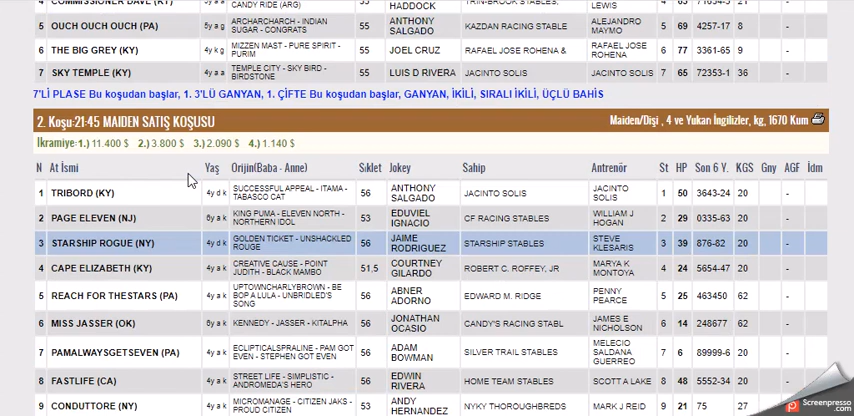 CANDY RIDE (ARG) HADDOCK
5 OUCH OUCH OUCH (PA) 5y a g ARCHARCHARCH - INDIAN SUGAR - CANDADOS 55 ANTHONY SALGADO KAZDAN RACING STABLE ALEJANDRO MAYMO 5 69 4257-17 8
6 THE BIG GREY (KY) 4y k g MIZZEN MAST - PURE SPIRIT - PURIM 55 JOEL CRUZ RAFAEL JOSE ROHENA & RAFAEL JOSE ROHENA 6 77 3361-65 9
7 SKY TEMPLE (KY) 4y a a TEMPLE CITY - SKY BIRD - BIRDSTONE 55 LUIS D RIVERA JACINTO SOLIS JACINTO SOLIS 7 65 72353-1 36
7'Lİ PLASE Bu koşudan başlar, 1. 3'LÜ GANYAN, 1. ÇİFTE Bu koşudan başlar, GANYAN, İKİLİ, SIRALI İKİLİ, ÜÇLÜ BAHİS
2. Koşu:21:45 MAIDEN SATIŞ KOŞUSU Maiden/Dişi , 4 ve Yukarı İngilizler, kg, 1670 Kum
İkramiye: 1.) 11.400 $ 2.) 3.800 $ 3.) 2.090 $ 4.) 1.140 $
N At İsmi Yaş Orijin(Baba - Anne) Sıklet Jokey Sahip Antrenör St HP Son 6 Y. KGS Gny AGF İdm
1 TRIBORD (KY) 4y d k SUCCESSFUL APPEAL - ITAMA - TABASCO CAT 56 ANTHONY SALGADO JACINTO SOLIS JACINTO SOLIS 1 50 3643-24 20 -
2 PAGE ELEVEN (NJ) 6y a k KING PUMA - ELEVEN NORTH - NORTHERN IDOL 53 EDUVIEL IGNACIO CF RACING STABLES WILLIAM J HOGAN 2 29 0335-63 20 -
3 STARSHIP ROGUE (NY) 4y d k GOLDEN TICKET - UNSHACKLED ROUGE 56 JAIME RODRIGUEZ STARSHIP STABLES STEVE KLESARIS 3 39 876-82 20 -
4 CAPE ELIZABETH (KY) 4y a k CREATIVE CAUSE - POINT JUDITH - BLACK MAMBO 51,5 COURTNEY GILARDO ROBERT C. ROFFEY, JR MARYA K MONTOYA 4 24 5654-47 20 -
5 REACH FOR THESTARS (PA) 4y a k UPTOWNCHARLYBROWN - BE BOP A LULA - UNBRIDLED'S SONG 56 ABNER ADORNO EDWARD M. RIDGE PENNY PEARCE 5 25 463450 62 -
6 MISS JASSER (OK) 6y a k KENNEDY - JASSER - KITALPHA 56 JONATHAN OCASIO CANDY'S RACING STABL JAMES E NICHOLSON 6 14 248677 62 -
7 PAMALWAYSGETSEVEN (PA) 4y a k ECLIPTICALSPRALINE - PAM GOT EVEN - STEPHEN GOT EVEN 56 ADAM BOWMAN SILVER TRAIL STABLES MELECIO SALDANA GUERREO 7 6 89999-6 20 -
8 FASTLIFE (CA) 4y a k STREET LIFE - SIMPLISTIC - ANDROMEDA'S HERO 56 EDWIN RIVERA HOME TEAM STABLES SCOTT A LAKE 8 48 5552-34 20 -
9 CONDUTTORE (NY) 4y a k MICROMANAGE - CITIZEN JAKS - PROUD CITIZEN 53 ANDY HERNANDEZ NYKY THOROUGHBREDS MARK J REID 9 21 75 27 -
Screenpresso
.com